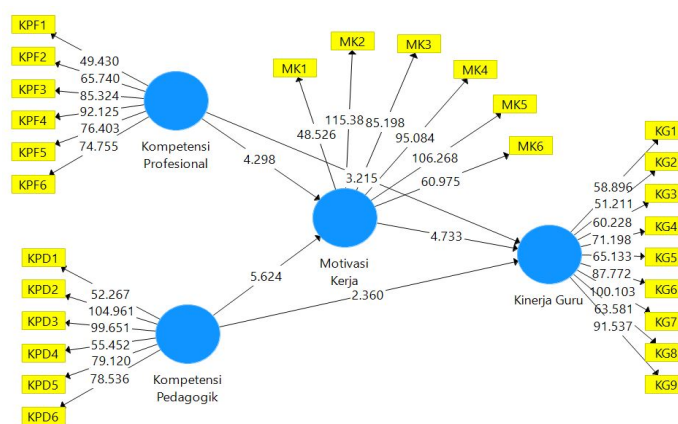 KPF1
KPF2
KPF3
KPF4
KPF5
KPF6
49.430
65.740
85.324
92.125
76.403
74.755
Kompetensi
Profesional
4.298
3.215
MK1
MK2
MK3
MK4
MK5
MK6
48.526
115.38
85.198
95.084
106.268
60.975
Motivasi
Kerja
4.733
5.624
2.360
KPD1
KPD2
KPD3
KPD4
KPD5
KPD6
52.267
104.961
99.651
55.452
79.120
78.536
Kompetensi
Pedagogik
Kinerja Guru
58.896
51.211
60.228
71.198
65.133
87.772
100.103
63.581
91.537
KG1
KG2
KG3
KG4
KG5
KG6
KG7
KG8
KG9